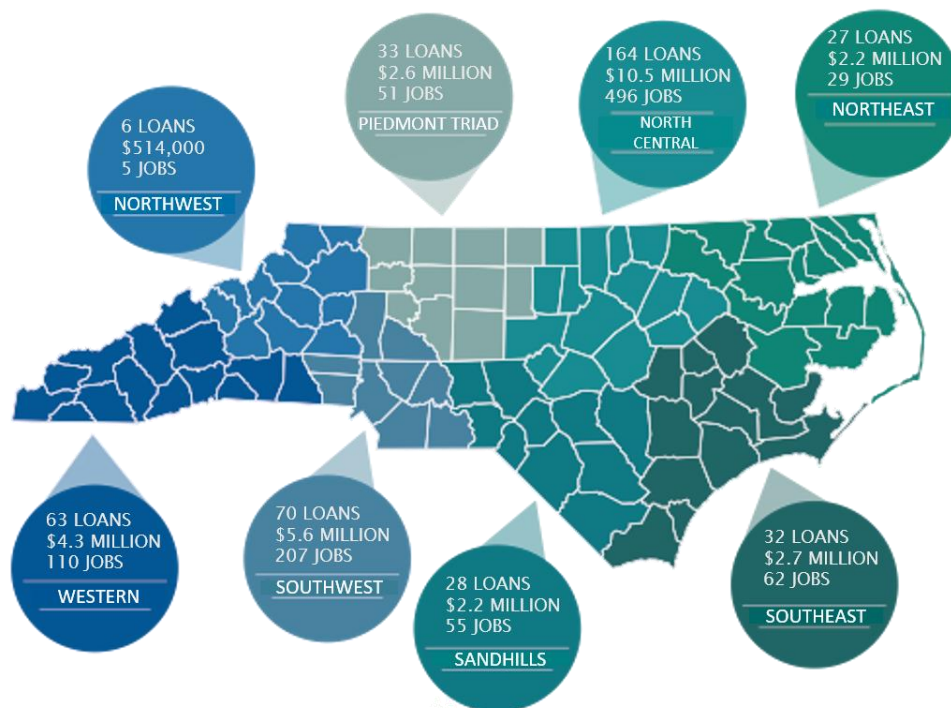 33 LOANS
$2.6 MILLION
51 JOBS
PIEDMONT TRIAD
164 LOANS
$10.5 MILLION
496 JOBS
NORTH
CENTRAL
27 LOANS
$2.2 MILLION
29 JOBS
NORTHEAST
6 LOANS
$514,000
5 JOBS
NORTHWEST
63 LOANS
$4.3 MILLION
110 JOBS
WESTERN
70 LOANS
$5.6 MILLION
207 JOBS
SOUTHWEST
28 LOANS
$2.2 MILLION
55 JOBS
SANDHILLS
32 LOANS
$2.7 MILLION
62 JOBS
SOUTHEAST